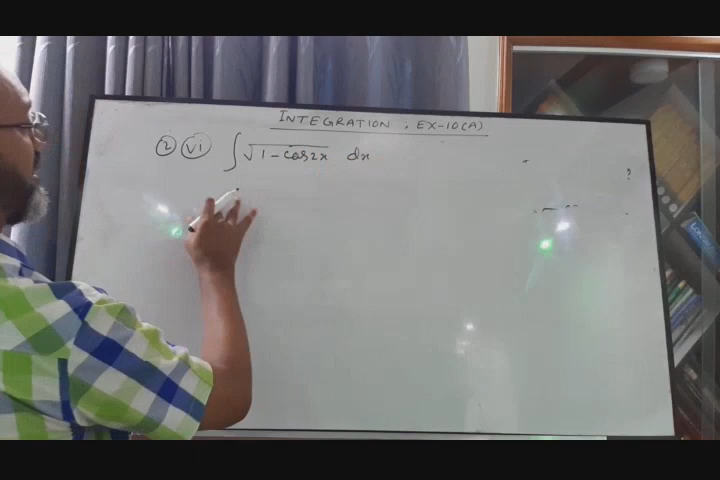 INTEGRATION : EX-10(A)
② ⓥⓘ ∫√1-cos2x dx
?